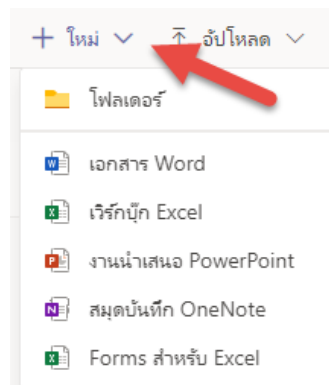 ใหม่ อัปโหลด
โฟลเดอร์
เอกสาร Word
เวิร์กบุ๊ก Excel
งานนำเสนอ PowerPoint
สมุดบันทึก OneNote
Forms สำหรับ Excel